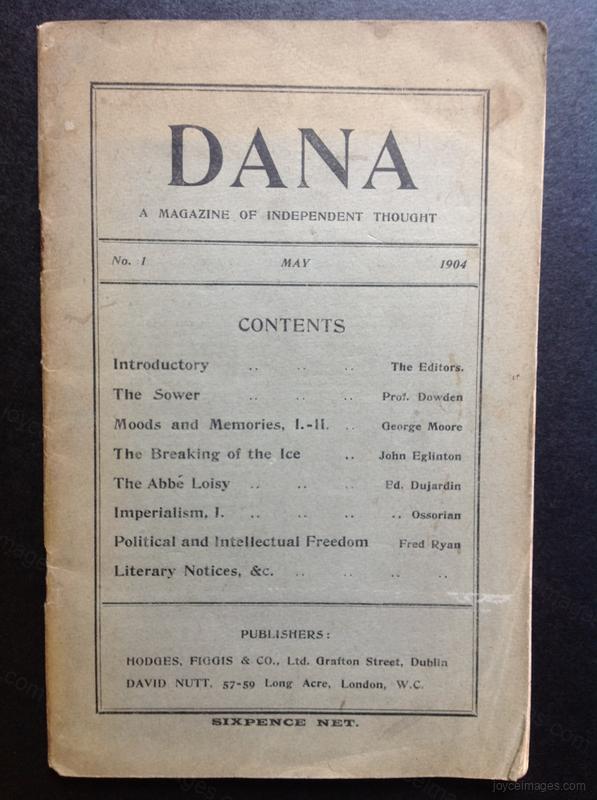 DANA
A MAGAZINE OF INDEPENDENT THOUGHT
No. 1 MAY 1904
CONTENTS
Introductory .. .. .. The Editors.
The Sower .. .. .. Prof. Dowden
Moods and Memories, I.-II. .. George Moore
The Breaking of the Ice .. John Eglinton
The Abbé Loisy .. .. .. Ed. Dujardin
Imperialism, I. .. .. .. .. Ossorian
Political and Intellectual Freedom Fred Ryan
Literary Notices, &c. .. .. .. ..
PUBLISHERS:
HODGES, FIGGIS & CO., Ltd. Grafton Street, Dublin
DAVID NUTT, 57-59 Long Acre, London, W.C.
SIXPENCE NET.
joyceimages.com